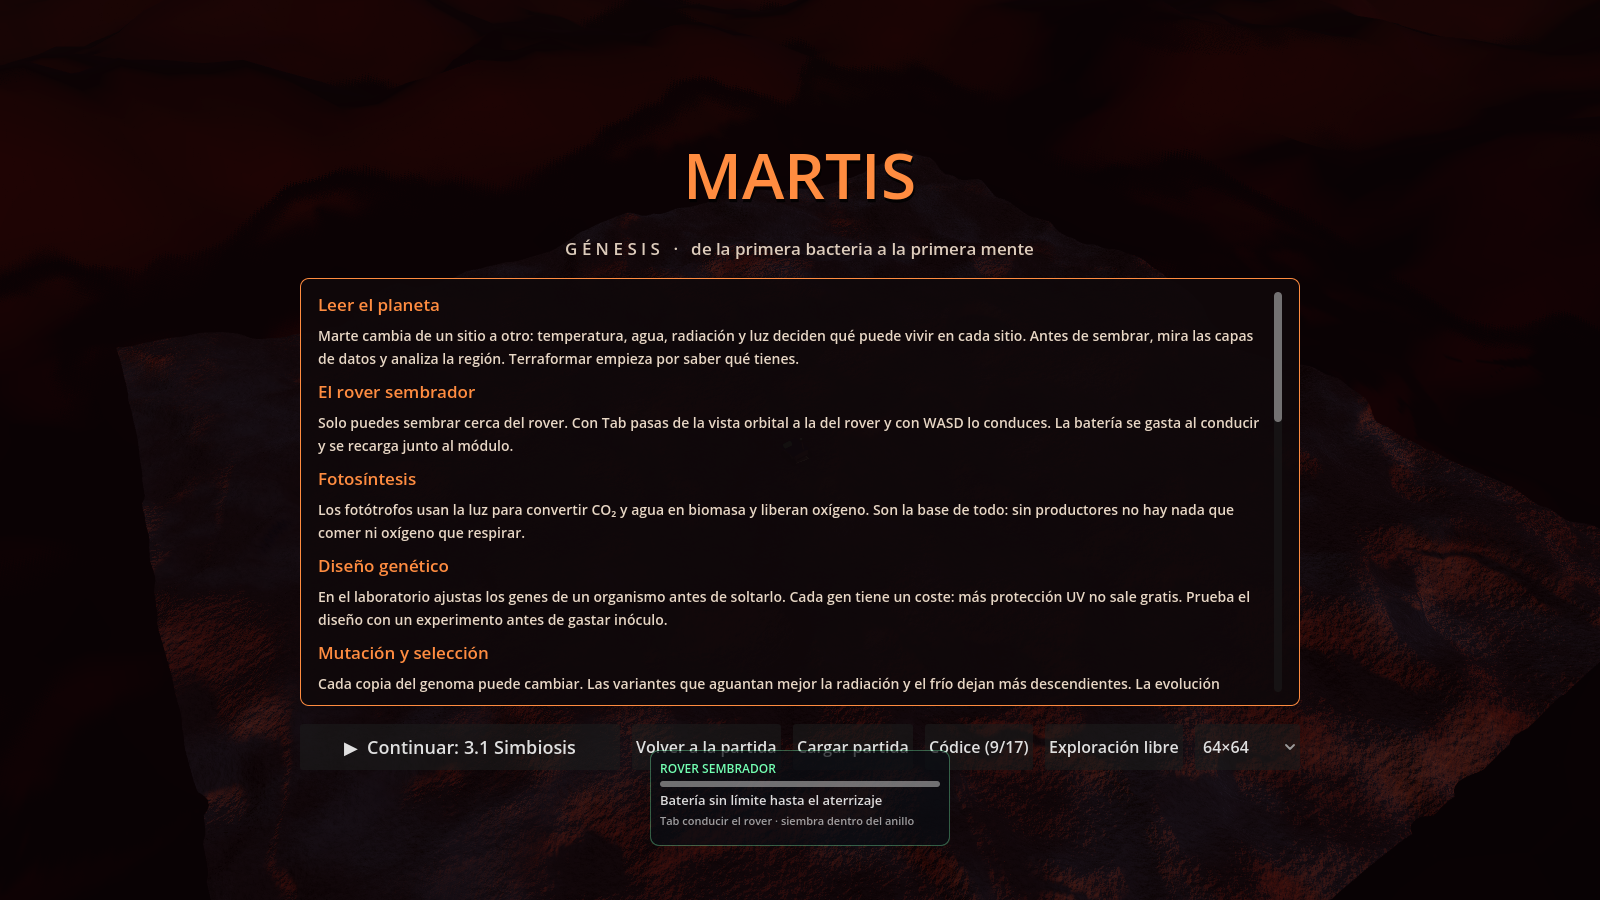 MARTIS
GÉNESIS · de la primera bacteria a la primera mente
Leer el planeta
Marte cambia de un sitio a otro: temperatura, agua, radiación y luz deciden qué puede vivir en cada sitio. Antes de sembrar, mira las capas
de datos y analiza la región. Terraformar empieza por saber qué tienes.
El rover sembrador
Solo puedes sembrar cerca del rover. Con Tab pasas de la vista orbital a la del rover y con WASD lo conduces. La batería se gasta al conducir
y se recarga junto al módulo.
Fotosíntesis
Los fotótrofos usan la luz para convertir CO₂ y agua en biomasa y liberan oxígeno. Son la base de todo: sin productores no hay nada que
comer ni oxígeno que respirar.
Diseño genético
En el laboratorio ajustas los genes de un organismo antes de soltarlo. Cada gen tiene un coste: más protección UV no sale gratis. Prueba el
diseño con un experimento antes de gastar inóculo.
Mutación y selección
Cada copia del genoma puede cambiar. Las variantes que aguantan mejor la radiación y el frío dejan más descendientes. La evolución
▶ Continuar: 3.1 Simbiosis Volver a la partida Cargar partida Códice (9/17) Exploración libre 64×64
ROVER SEMBRADOR
Batería sin límite hasta el aterrizaje
Tab conducir el rover · siembra dentro del anillo